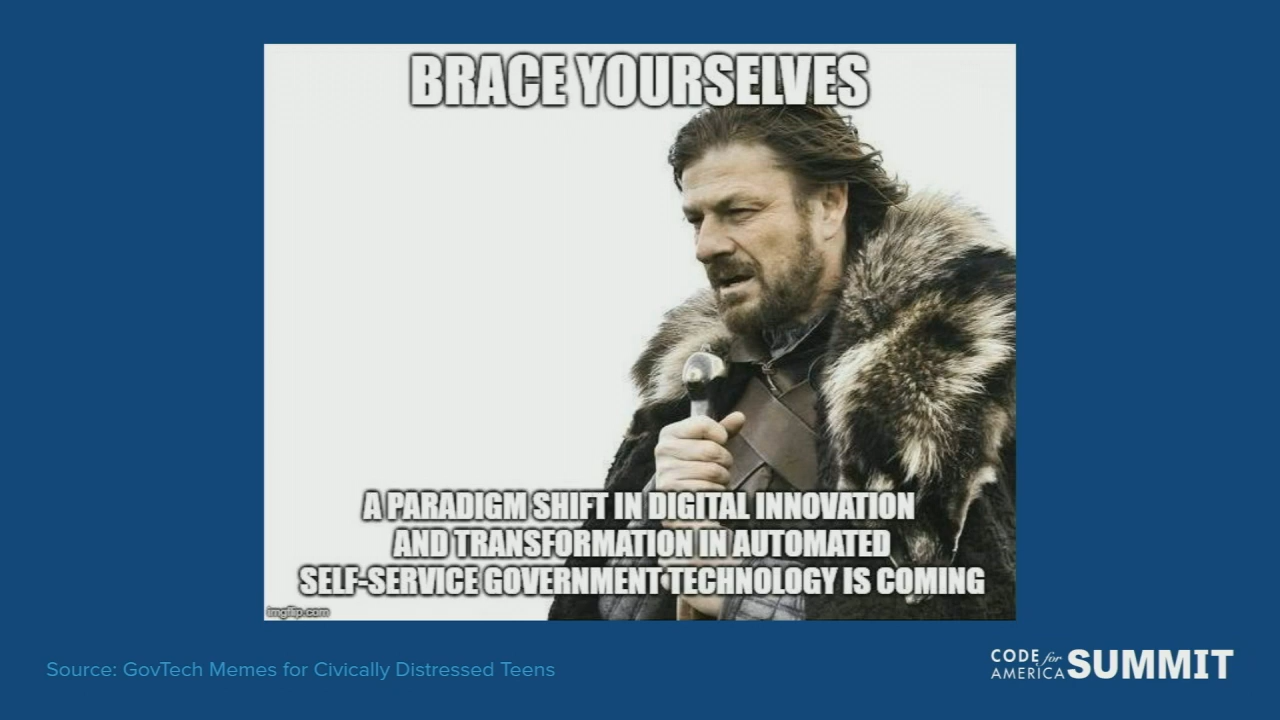 BRACE YOURSELVES
A PARADIGM SHIFT IN DIGITAL INNOVATION
AND TRANSFORMATION IN AUTOMATED
SELF-SERVICE GOVERNMENT TECHNOLOGY IS COMING
imgflip.com
Source: GovTech Memes for Civically Distressed Teens
CODE for
AMERICA SUMMIT